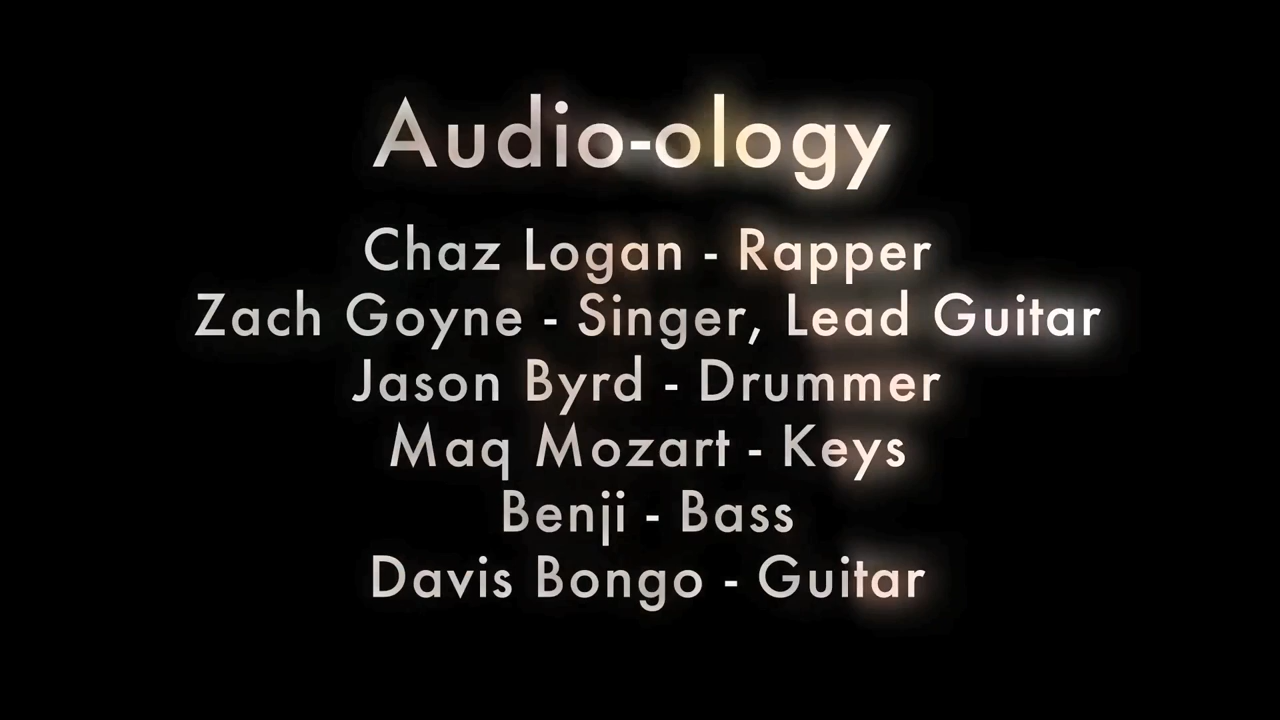 Audio-ology
Chaz Logan - Rapper
Zach Goyne - Singer, Lead Guitar
Jason Byrd - Drummer
Maq Mozart - Keys
Benji - Bass
Davis Bongo - Guitar